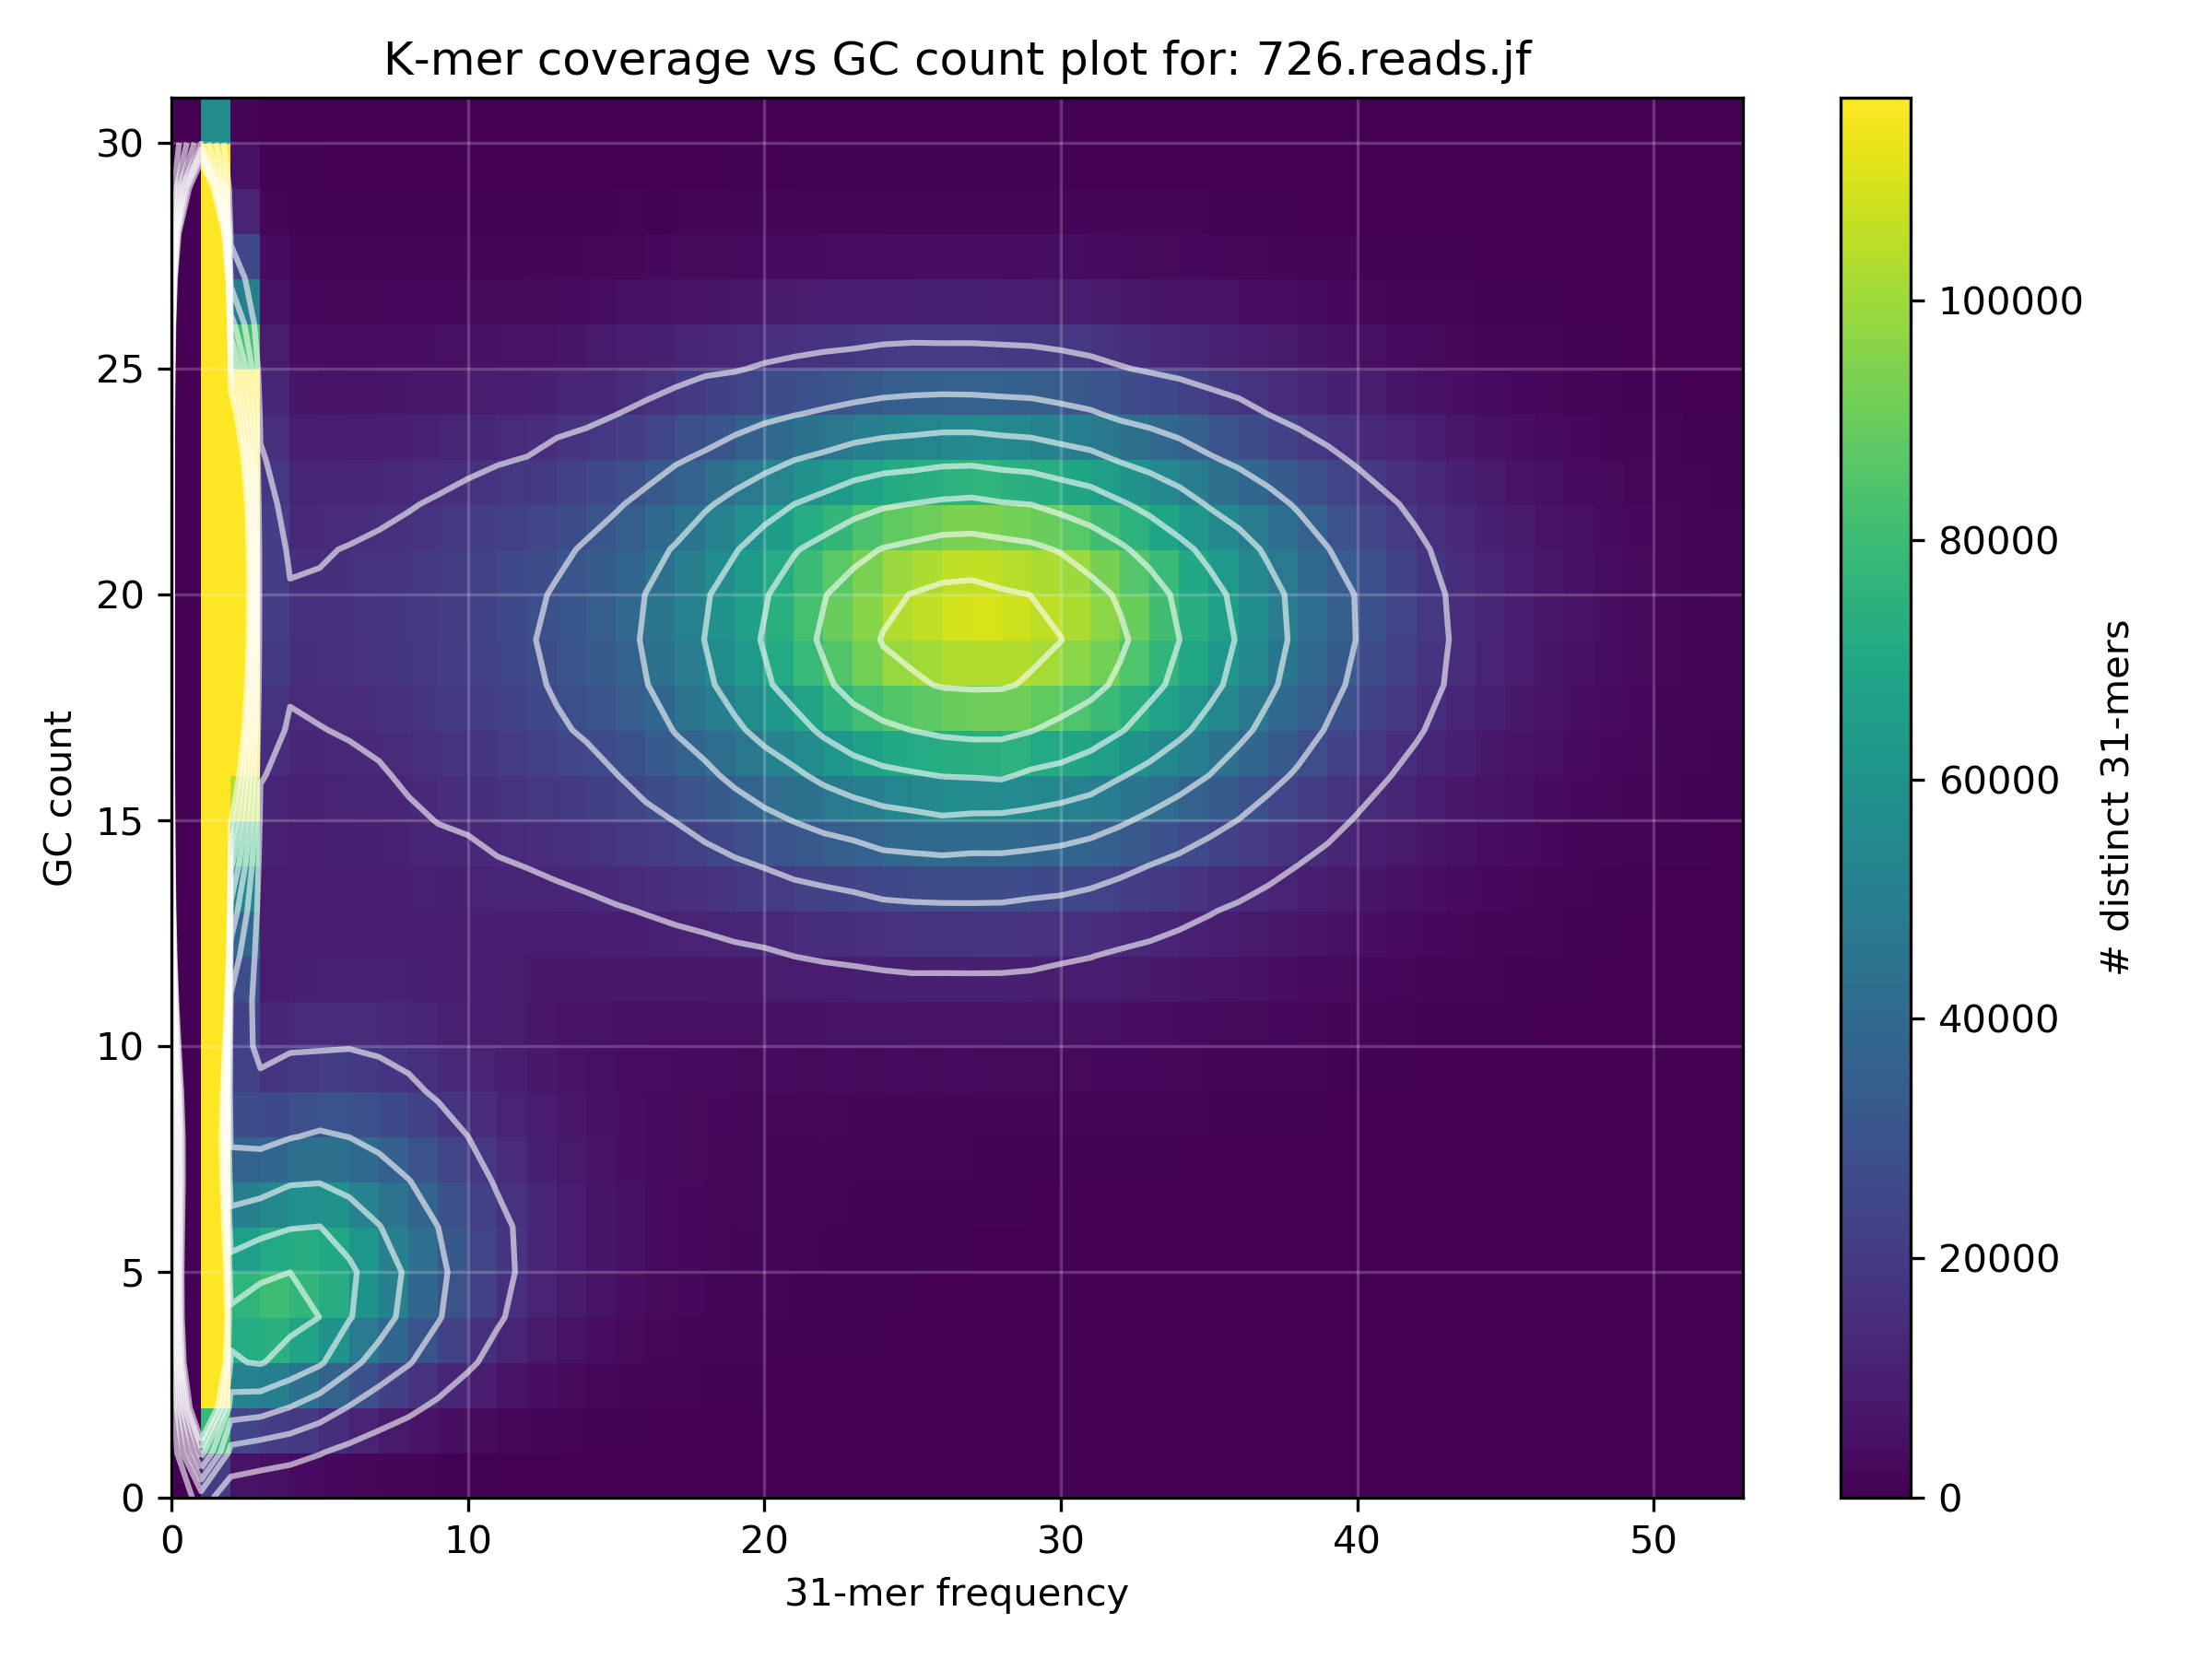 K-mer coverage vs GC count plot for: 726.reads.jf
30
25
20
15
10
5
0
GC count
0 10 20 30 40 50
31-mer frequency
100000
80000
60000
40000
20000
0
# distinct 31-mers